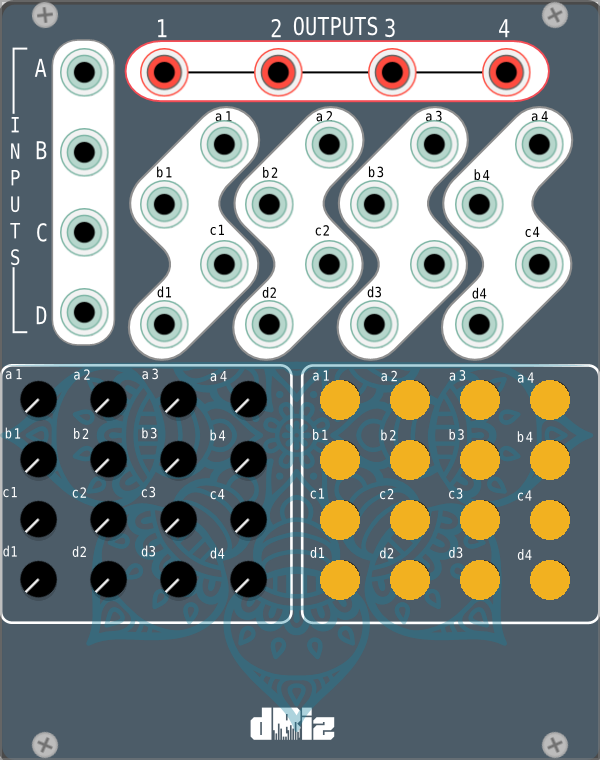 OUTPUTS
1 2 3 4
INPUTS
A
B
C
D
a1 a2 a3 a4
b1 b2 b3 b4
c1 c2 c4
d1 d2 d3 d4
a1 a2 a3 a4
b1 b2 b3 b4
c1 c2 c3 c4
d1 d2 d3 d4
a1 a2 a3 a4
b1 b2 b3 b4
c1 c2 c3 c4
d1 d2 d3 d4